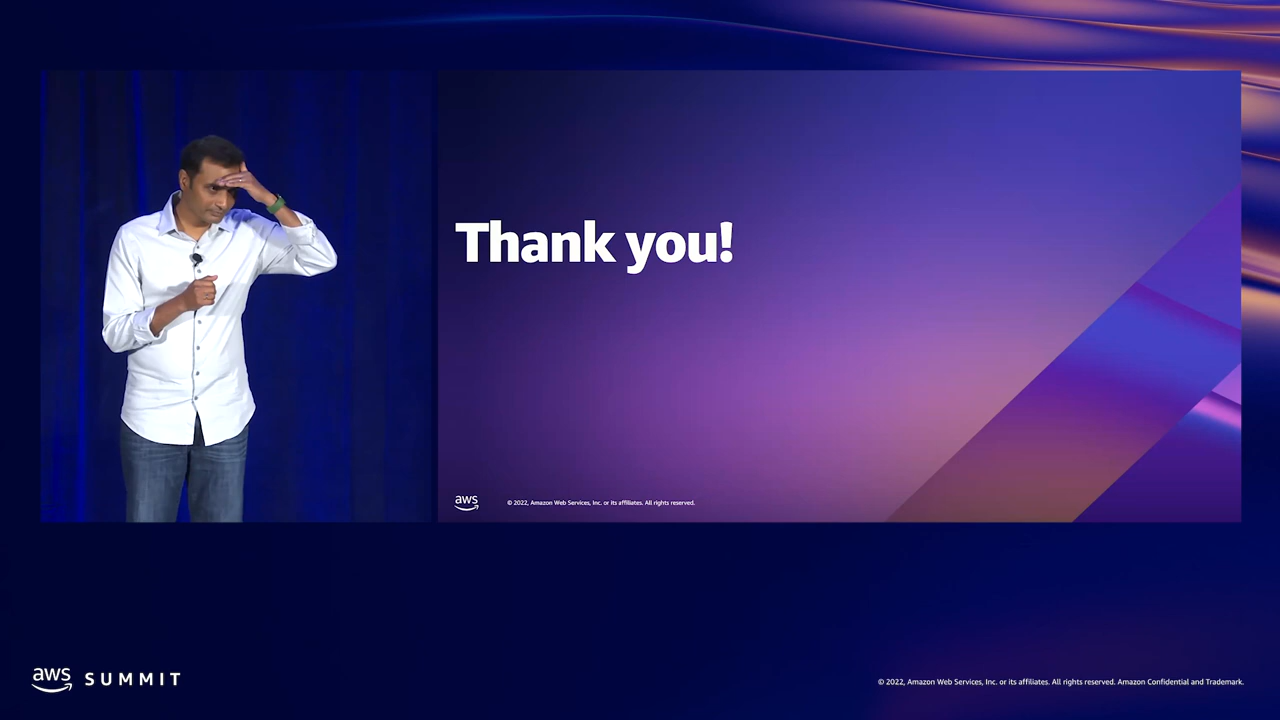 Thank you!
aws
© 2022, Amazon Web Services, Inc. or its affiliates. All rights reserved.
aws SUMMIT
© 2022, Amazon Web Services, Inc. or its affiliates. All rights reserved. Amazon Confidential and Trademark.